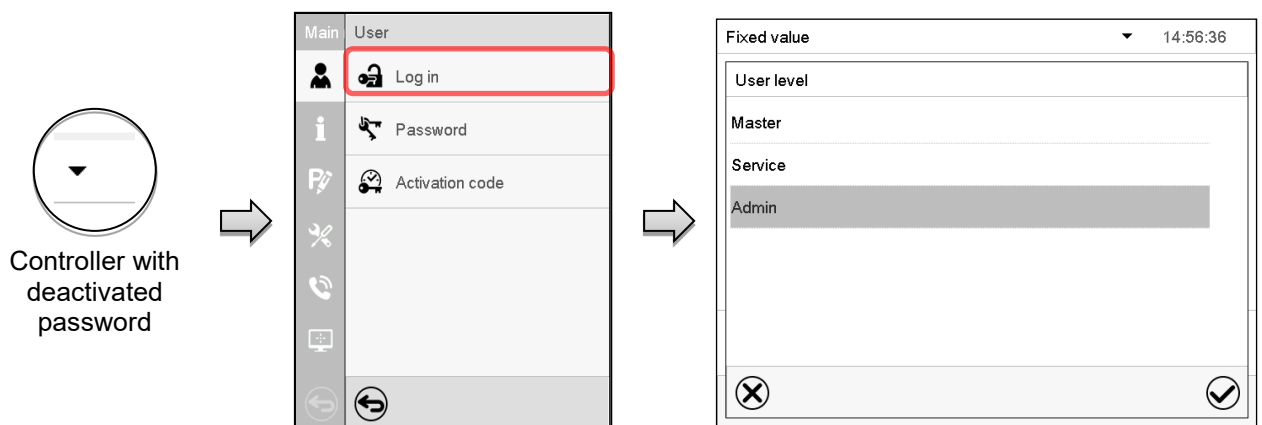 Controller with
deactivated
password
Main
User
Log in
Password
Activation code
Fixed value
14:56:36
User level
Master
Service
Admin